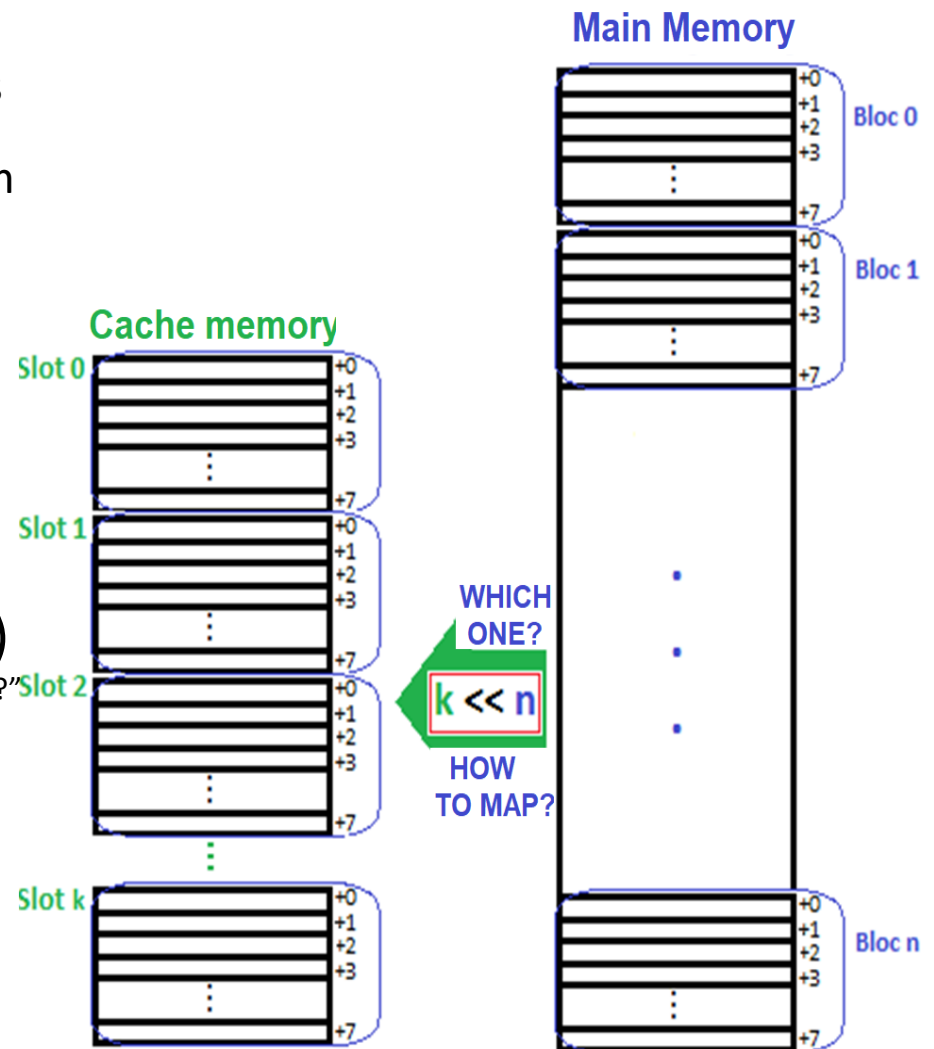 Main Memory
+0
+1
+2
+3
+7
Bloc 0
+0
+1
+2
+3
+7
Bloc 1
Cache memory
Slot 0
+0
+1
+2
+3
+7
Slot 1
+0
+1
+2
+3
+7
Slot 2
+0
+1
+2
+3
+7
Slot k
+0
+1
+2
+3
+7
WHICH
ONE?
k << n
HOW
TO MAP?
+0
+1
+2
+3
+7
Bloc n
)
?”